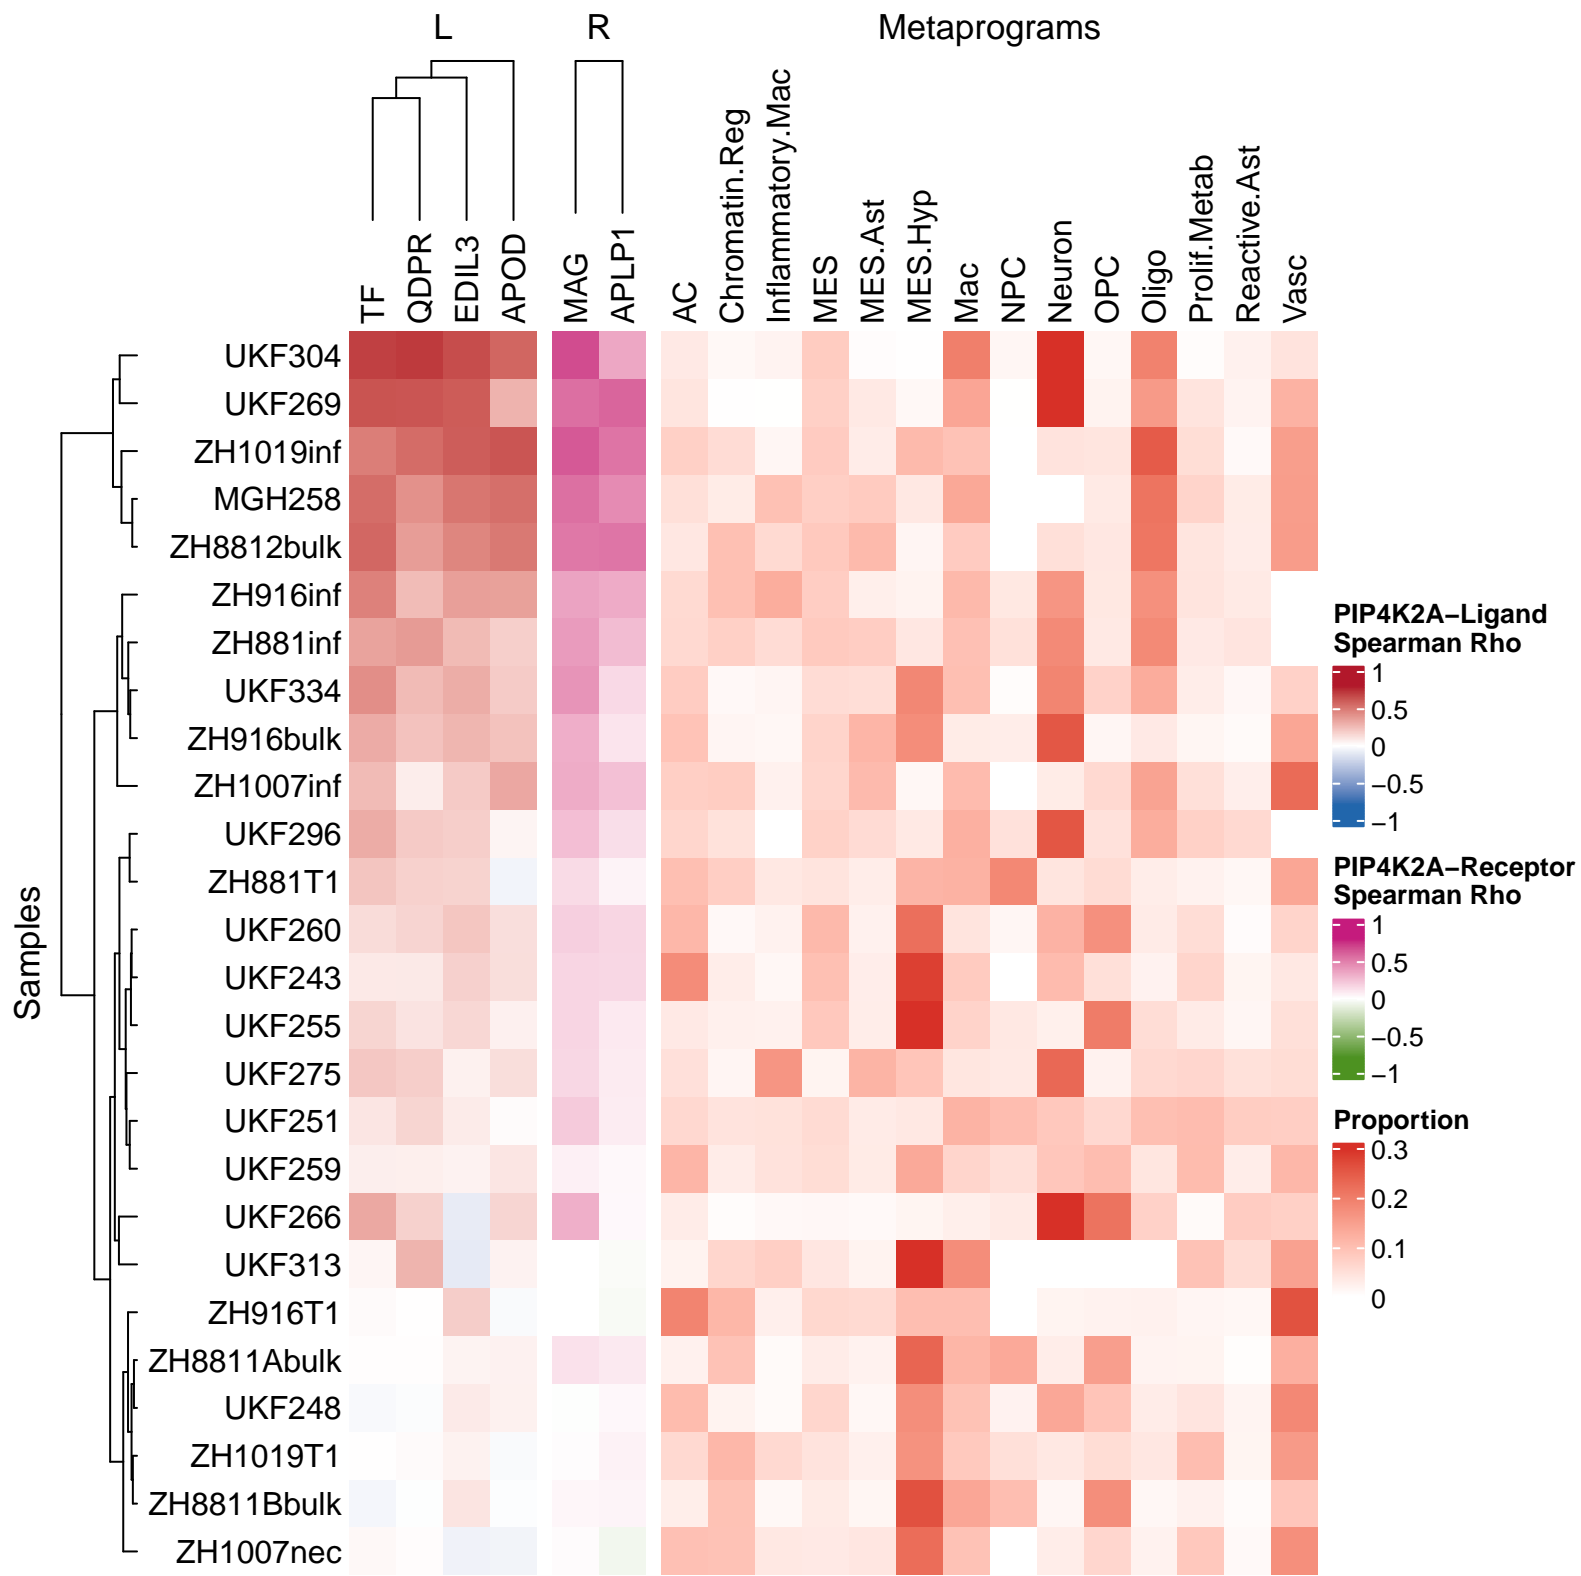 L
R
Metaprograms
TF
QDPR
EDIL3
APOD
MAG
APLP1
AC
Chromatin.Reg
Inflammatory.Mac
MES
MES.Ast
MES.Hyp
Mac
NPC
Neuron
OPC
Oligo
Prolif.Metab
Reactive.Ast
Vasc
Samples
UKF304
UKF269
ZH1019inf
MGH258
ZH8812bulk
ZH916inf
ZH881inf
UKF334
ZH916bulk
ZH1007inf
UKF296
ZH881T1
UKF260
UKF243
UKF255
UKF275
UKF251
UKF259
UKF266
UKF313
ZH916T1
ZH8811Abulk
UKF248
ZH1019T1
ZH8811Bbulk
ZH1007nec
PIP4K2A−Ligand
Spearman Rho
1
0.5
0
−0.5
−1
PIP4K2A−Receptor
Spearman Rho
1
0.5
0
−0.5
−1
Proportion
0.3
0.2
0.1
0